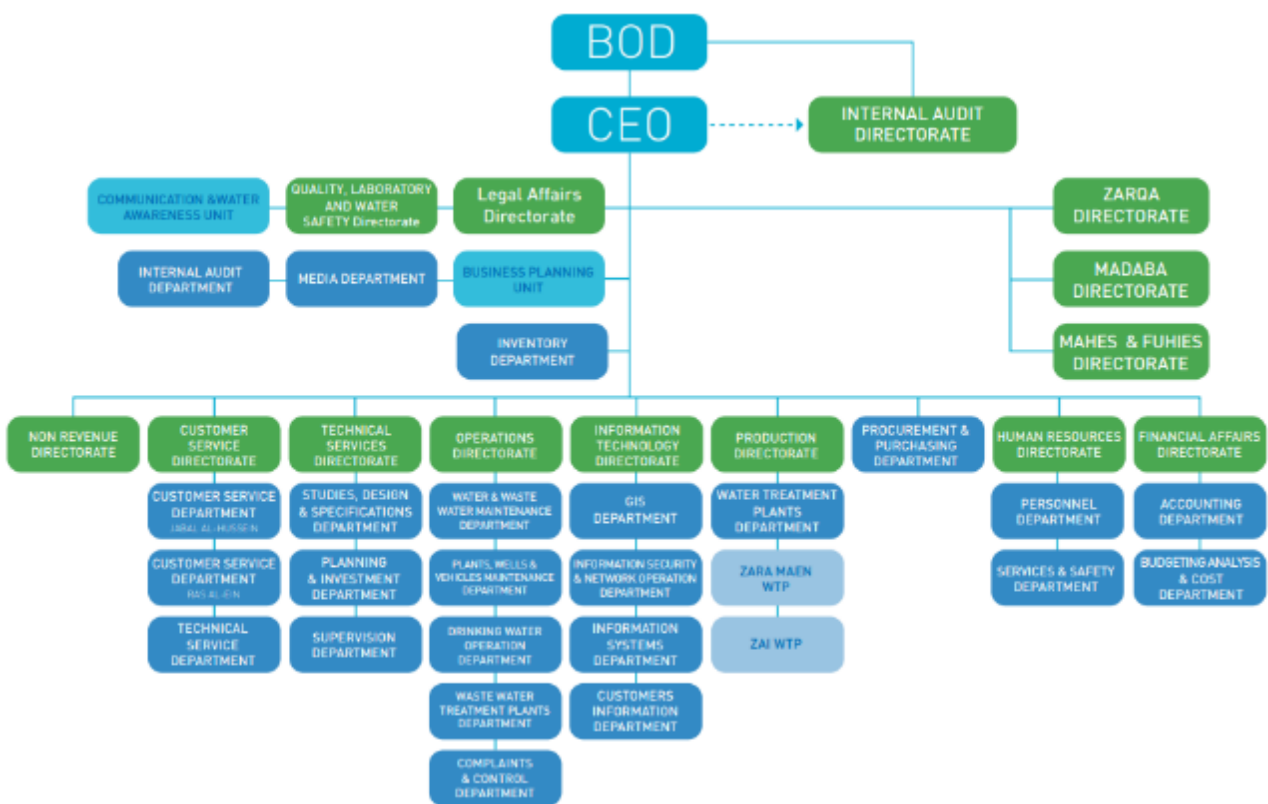 BOD
CEO
INTERNAL AUDIT
DIRECTORATE
COMMUNICATION &WATER
AWARENESS UNIT
QUALITY, LABORATORY
AND WATER
SAFETY Directorate
Legal Affairs
Directorate
ZARQA
DIRECTORATE
INTERNAL AUDIT
DEPARTMENT
MEDIA DEPARTMENT
BUSINESS PLANNING
UNIT
MADABA
DIRECTORATE
INVENTORY
DEPARTMENT
MAHES & FUHIES
DIRECTORATE
NON REVENUE
DIRECTORATE
CUSTOMER
SERVICE
DIRECTORATE
TECHNICAL
SERVICES
DIRECTORATE
OPERATIONS
DIRECTORATE
INFORMATION
TECHNOLOGY
DIRECTORATE
PRODUCTION
DIRECTORATE
PROCUREMENT &
PURCHASING
DEPARTMENT
HUMAN RESOURCES
DIRECTORATE
FINANCIAL AFFAIRS
DIRECTORATE
CUSTOMER SERVICE
DEPARTMENT
JABAL AL-HUSSEIN
STUDIES, DESIGN
& SPECIFICATIONS
DEPARTMENT
WATER & WASTE
WATER MAINTENANCE
DEPARTMENT
GIS
DEPARTMENT
WATER TREATMENT
PLANTS
DEPARTMENT
PERSONNEL
DEPARTMENT
ACCOUNTING
DEPARTMENT
CUSTOMER SERVICE
DEPARTMENT
RAS AL-EIN
PLANNING
& INVESTMENT
DEPARTMENT
PLANTS, WELLS &
VEHICLES MAINTENANCE
DEPARTMENT
INFORMATION SECURITY
& NETWORK OPERATION
DEPARTMENT
ZARA MAEN
WTP
SERVICES & SAFETY
DEPARTMENT
BUDGETING ANALYSIS
& COST
DEPARTMENT
TECHNICAL
SERVICE
DEPARTMENT
SUPERVISION
DEPARTMENT
DRINKING WATER
OPERATION
DEPARTMENT
INFORMATION
SYSTEMS
DEPARTMENT
ZAI WTP
WASTE WATER
TREATMENT PLANTS
DEPARTMENT
CUSTOMERS
INFORMATION
DEPARTMENT
COMPLAINTS
& CONTROL
DEPARTMENT